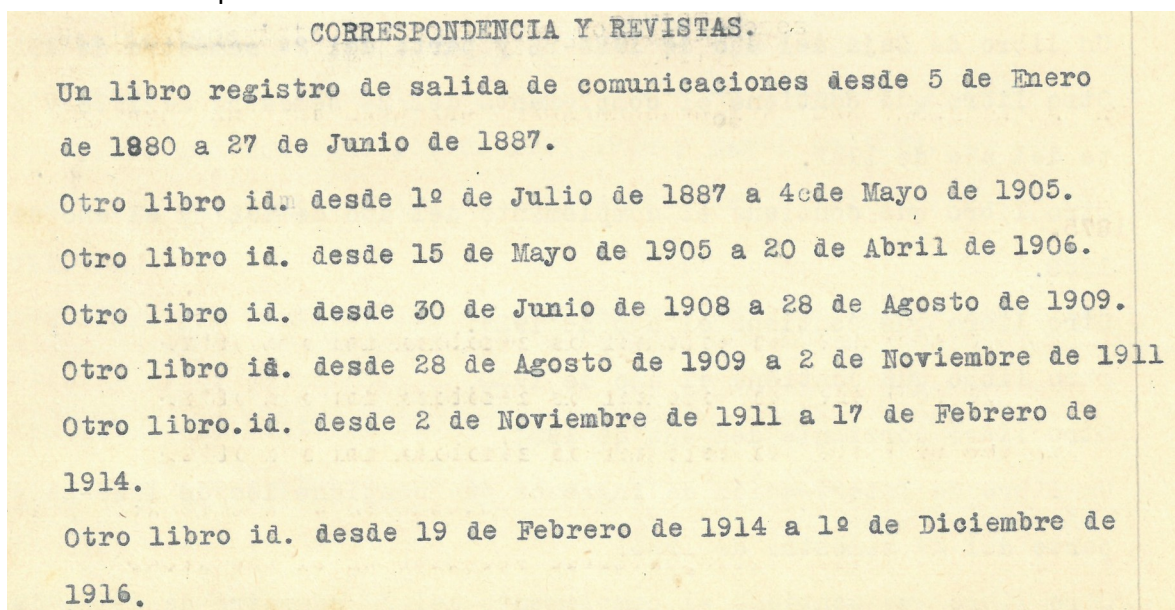 CORRESPONDENCIA Y REVISTAS.
Un libro registro de salida de comunicaciones desde 5 de Enero
de 1880 a 27 de Junio de 1887.
Otro libro id. desde 1º de Julio de 1887 a 4 de Mayo de 1905.
Otro libro id. desde 15 de Mayo de 1905 a 20 de Abril de 1906.
Otro libro id. desde 30 de Junio de 1908 a 28 de Agosto de 1909.
Otro libro id. desde 28 de Agosto de 1909 a 2 de Noviembre de 1911
Otro libro.id. desde 2 de Noviembre de 1911 a 17 de Febrero de
1914.
Otro libro id. desde 19 de Febrero de 1914 a 1º de Diciembre de
1916.